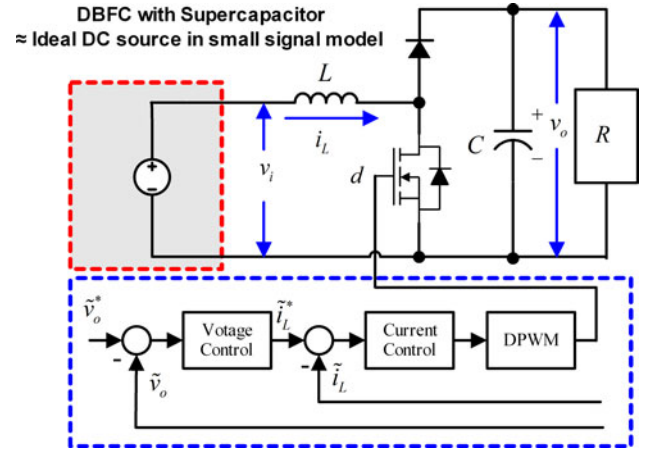 DBFC with Supercapacitor
≈ Ideal DC source in small signal model
L
i_L
v_i
d
C
+
−
v_o
R
+
−
ṽ_o^*
-
ṽ_o
Votage
Control
ĩ_L^*
-
ĩ_L
Current
Control
DPWM